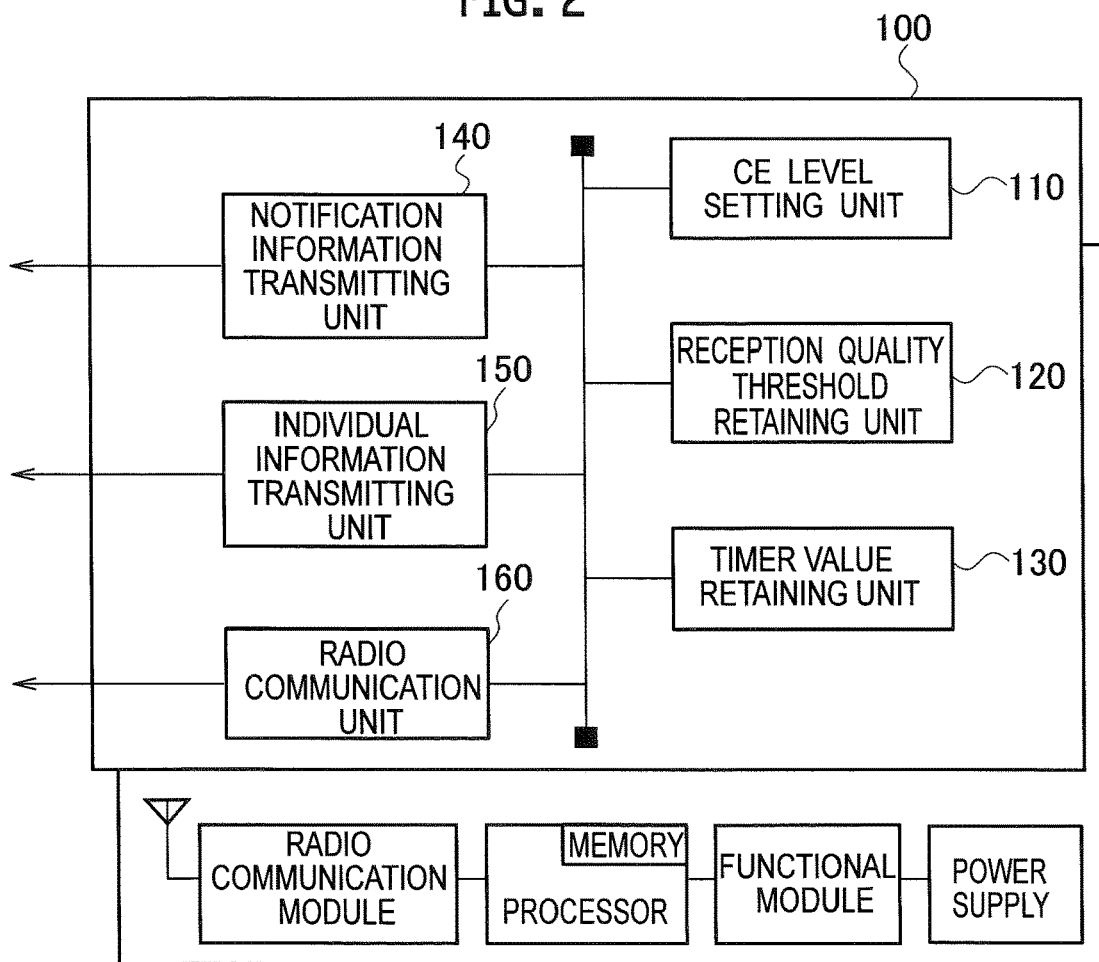 FIG. 2
100
140
NOTIFICATION
INFORMATION
TRANSMITTING
UNIT
CE LEVEL
SETTING UNIT
110
150
INDIVIDUAL
INFORMATION
TRANSMITTING
UNIT
RECEPTION QUALITY
THRESHOLD
RETAINING UNIT
120
160
RADIO
COMMUNICATION
UNIT
TIMER VALUE
RETAINING UNIT
130
RADIO
COMMUNICATION
MODULE
MEMORY
PROCESSOR
FUNCTIONAL
MODULE
POWER
SUPPLY